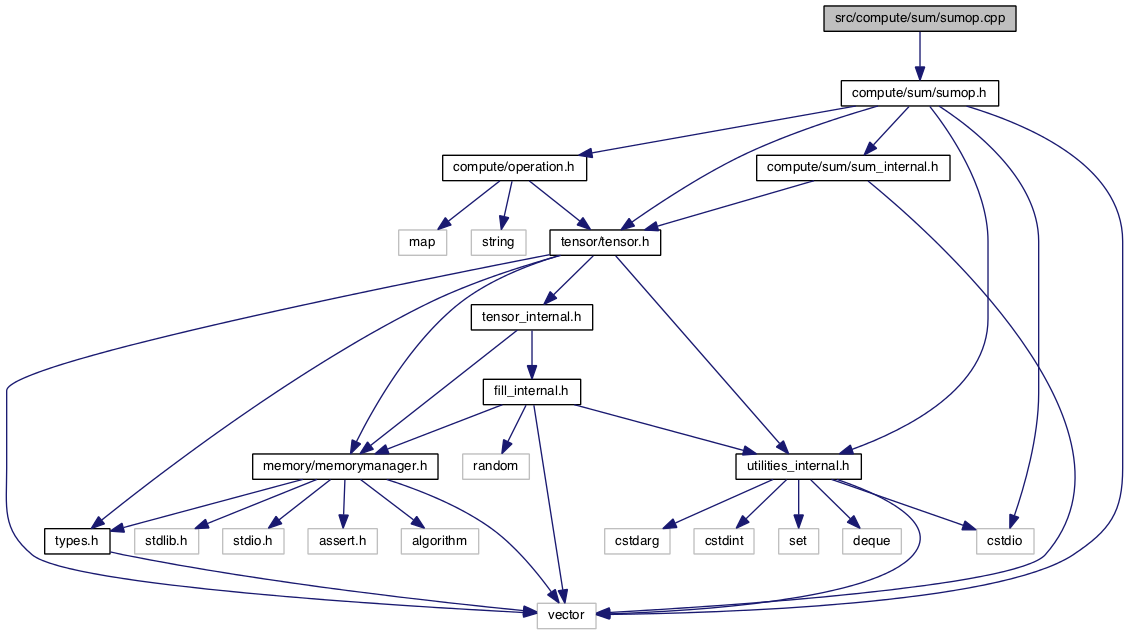 src/compute/sum/sumop.cpp
compute/sum/sumop.h
compute/operation.h
compute/sum/sum_internal.h
map
string
tensor/tensor.h
tensor_internal.h
fill_internal.h
memory/memorymanager.h
random
utilities_internal.h
types.h
stdlib.h
stdio.h
assert.h
algorithm
cstdarg
cstdint
set
deque
cstdio
vector